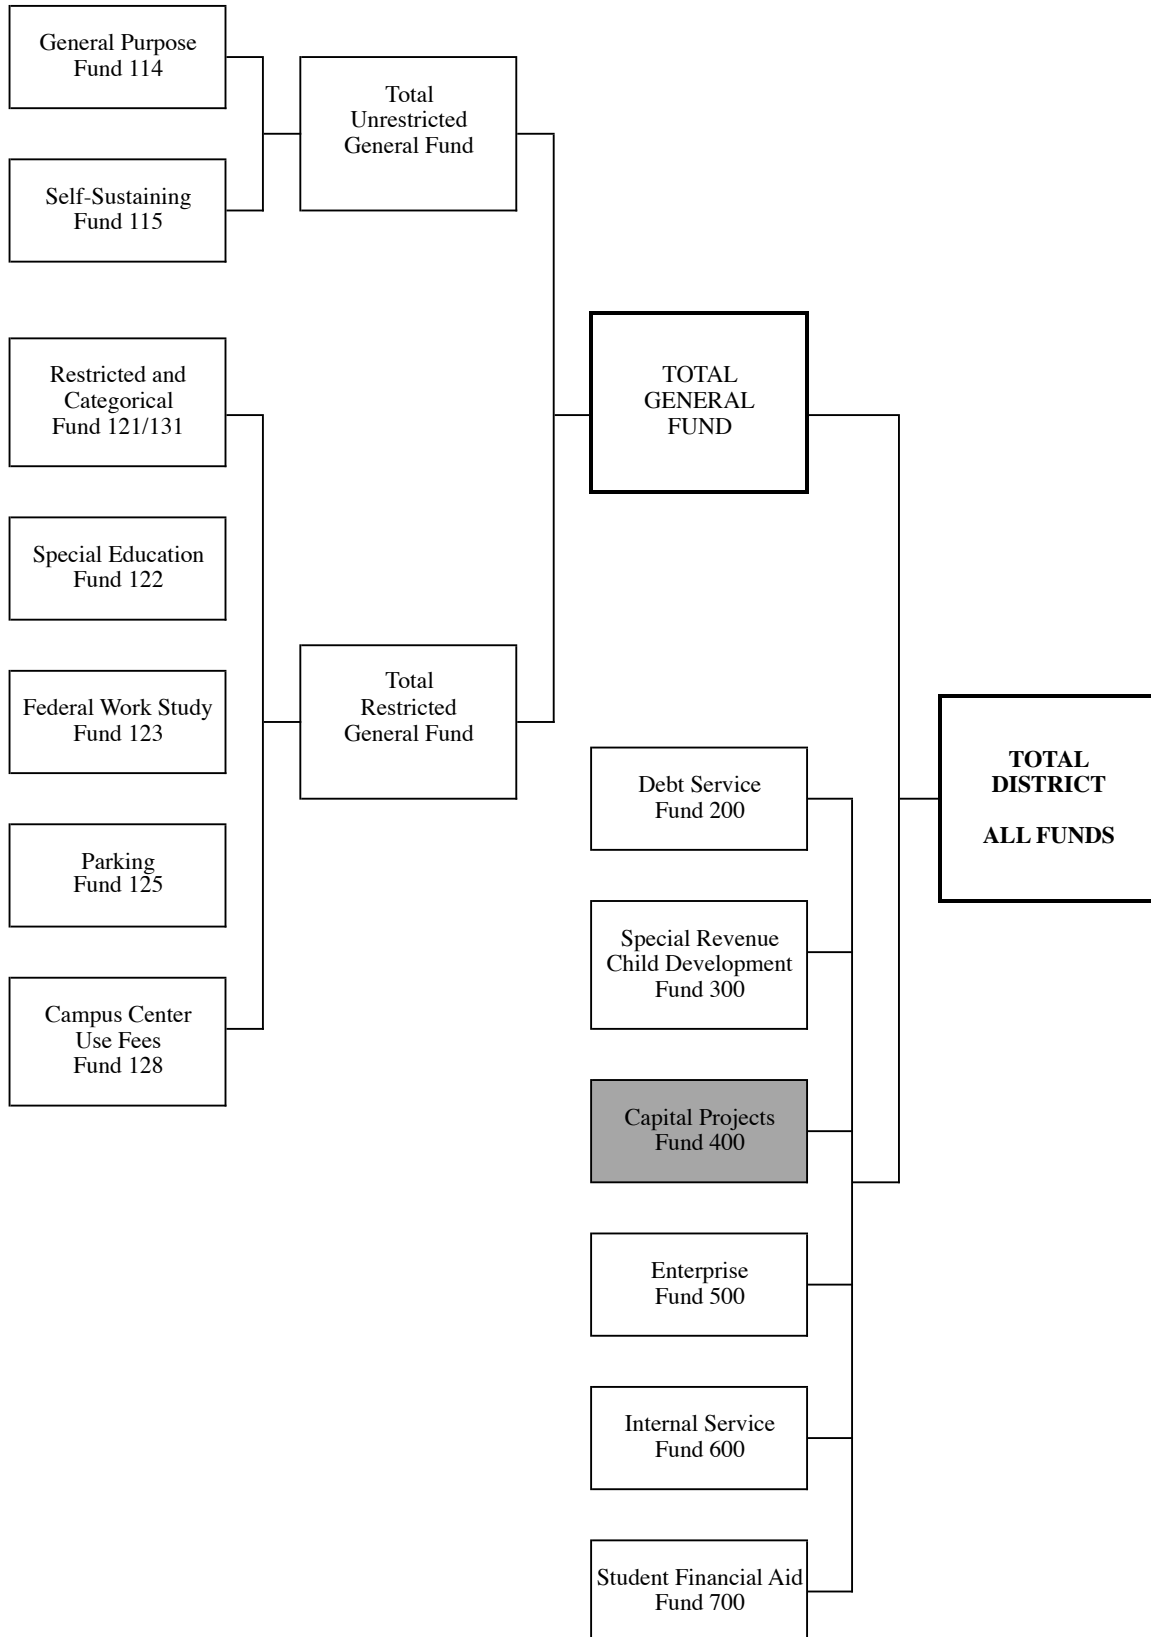 General Purpose
Fund 114
Total
Unrestricted
General Fund
Self-Sustaining
Fund 115
Restricted and
Categorical
Fund 121/131
TOTAL
GENERAL
FUND
Special Education
Fund 122
Federal Work Study
Fund 123
Total
Restricted
General Fund
Parking
Fund 125
Campus Center
Use Fees
Fund 128
Debt Service
Fund 200
TOTAL
DISTRICT
ALL FUNDS
Special Revenue
Child Development
Fund 300
Capital Projects
Fund 400
Enterprise
Fund 500
Internal Service
Fund 600
Student Financial Aid
Fund 700